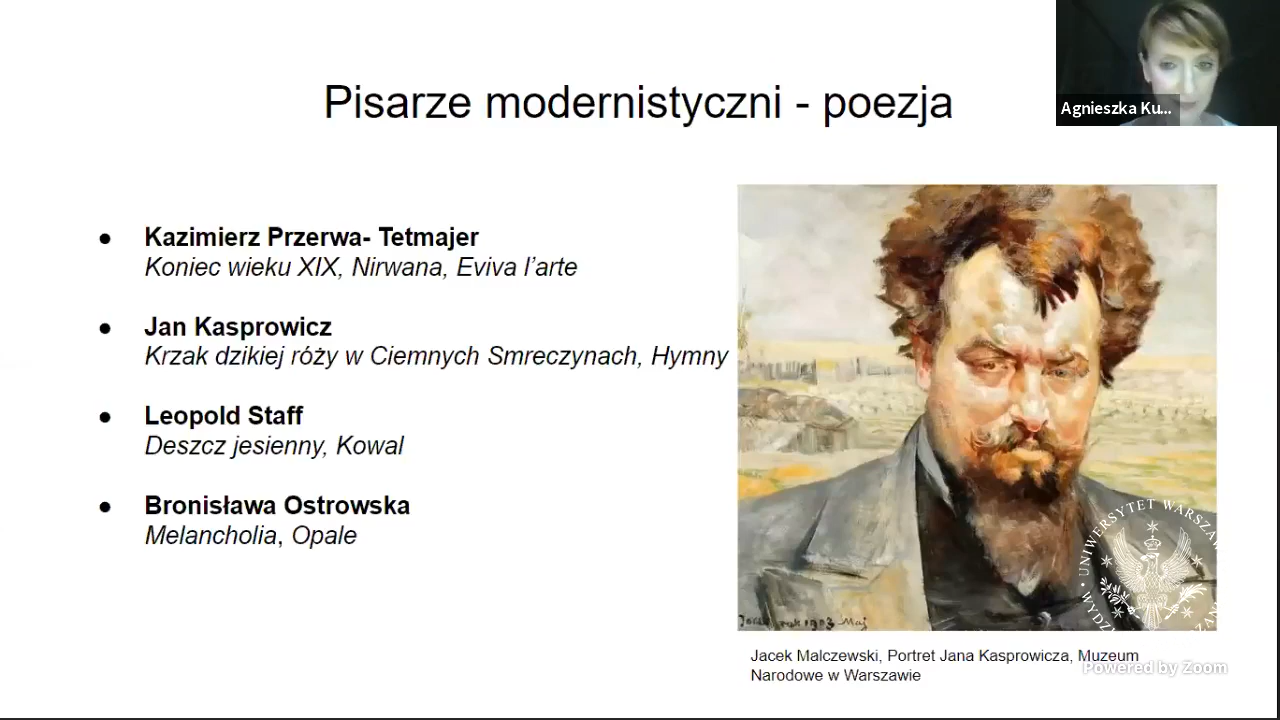 Agnieszka Ku...
Pisarze modernistyczni - poezja
● Kazimierz Przerwa- Tetmajer
Koniec wieku XIX, Nirwana, Eviva l'arte
● Jan Kasprowicz
Krzak dzikiej róży w Ciemnych Smreczynach, Hymny
● Leopold Staff
Deszcz jesienny, Kowal
● Bronisława Ostrowska
Melancholia, Opale
UNIWERSYTET WARSZAW
Jacek Malczewski, Portret Jana Kasprowicza, Muzeum
Narodowe w Warszawie
Powered by Zoom